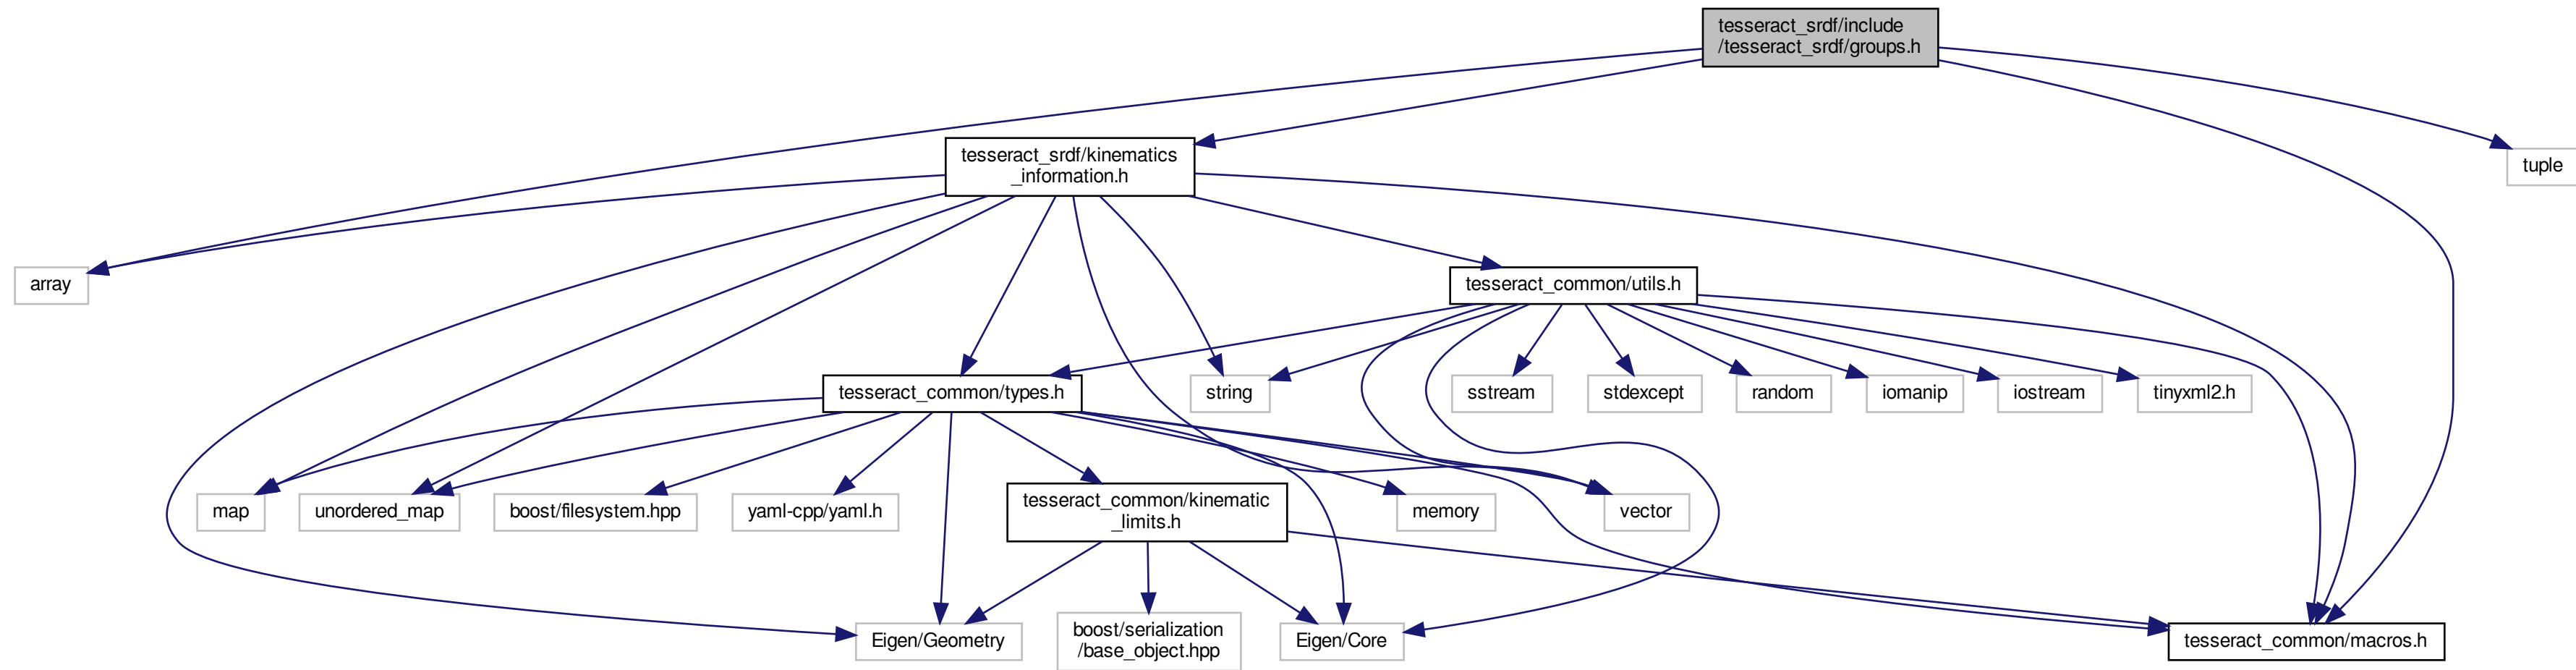 tesseract_srdf/include
/tesseract_srdf/groups.h
tesseract_srdf/kinematics
_information.h
tuple
array
tesseract_common/utils.h
tesseract_common/types.h
string
sstream
stdexcept
random
iomanip
iostream
tinyxml2.h
map
unordered_map
boost/filesystem.hpp
yaml-cpp/yaml.h
tesseract_common/kinematic
_limits.h
memory
vector
Eigen/Geometry
boost/serialization
/base_object.hpp
Eigen/Core
tesseract_common/macros.h